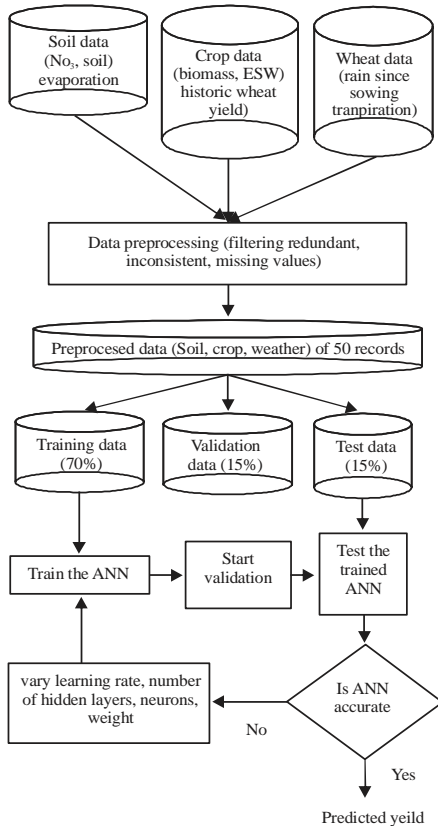 Soil data
(No₃, soil)
evaporation
Crop data
(biomass, ESW)
historic wheat
yield)
Wheat data
(rain since
sowing
tranpiration)
Data preprocessing (filtering redundant,
inconsistent, missing values)
Preprocesed data (Soil, crop, weather) of 50 records
Training data
(70%)
Validation
data (15%)
Test data
(15%)
Train the ANN
Start
validation
Test the
trained
ANN
vary learning rate, number
of hidden layers, neurons,
weight
Is ANN
accurate
No
Yes
Predicted yeild